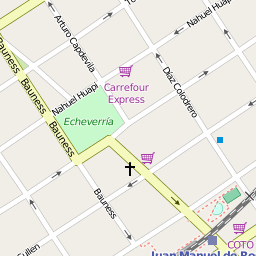 Arturo Capdevila
Nahuel Huapi
Bauness
Carrefour
Express
Nahuel Huapi
Díaz Colodrero
Echeverría
Bauness
Bauness
Cullen
COTO
Juan Manuel de Ro